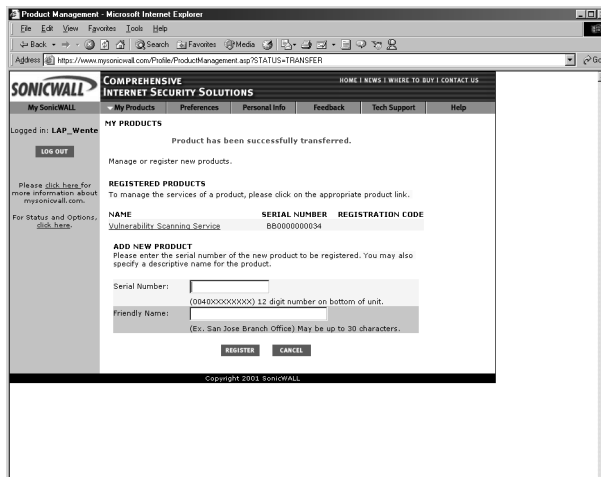 Product Management - Microsoft Internet Explorer
File Edit View Favorites Tools Help
Back Search Favorites Media
Address https://www.mysonicwall.com/Profile/ProductManagement.asp?STATUS=TRANSFER Go
SONICWALL
COMPREHENSIVE
INTERNET SECURITY SOLUTIONS
HOME | NEWS | WHERE TO BUY | CONTACT US
My SonicWALL My Products Preferences Personal Info Feedback Tech Support Help
Logged in: LAP_Wente
LOG OUT
Please click here for
more information about
mysonicwall.com.
For Status and Options,
click here.
MY PRODUCTS
Product has been successfully transferred.
Manage or register new products.
REGISTERED PRODUCTS
To manage the services of a product, please click on the appropriate product link.
NAME SERIAL NUMBER REGISTRATION CODE
Vulnerability Scanning Service BB0000000034
ADD NEW PRODUCT
Please enter the serial number of the new product to be registered. You may also
specify a descriptive name for the product.
Serial Number:
(0040XXXXXXXX) 12 digit number on bottom of unit.
Friendly Name:
(Ex. San Jose Branch Office) May be up to 30 characters.
REGISTER CANCEL
Copyright 2001 SonicWALL